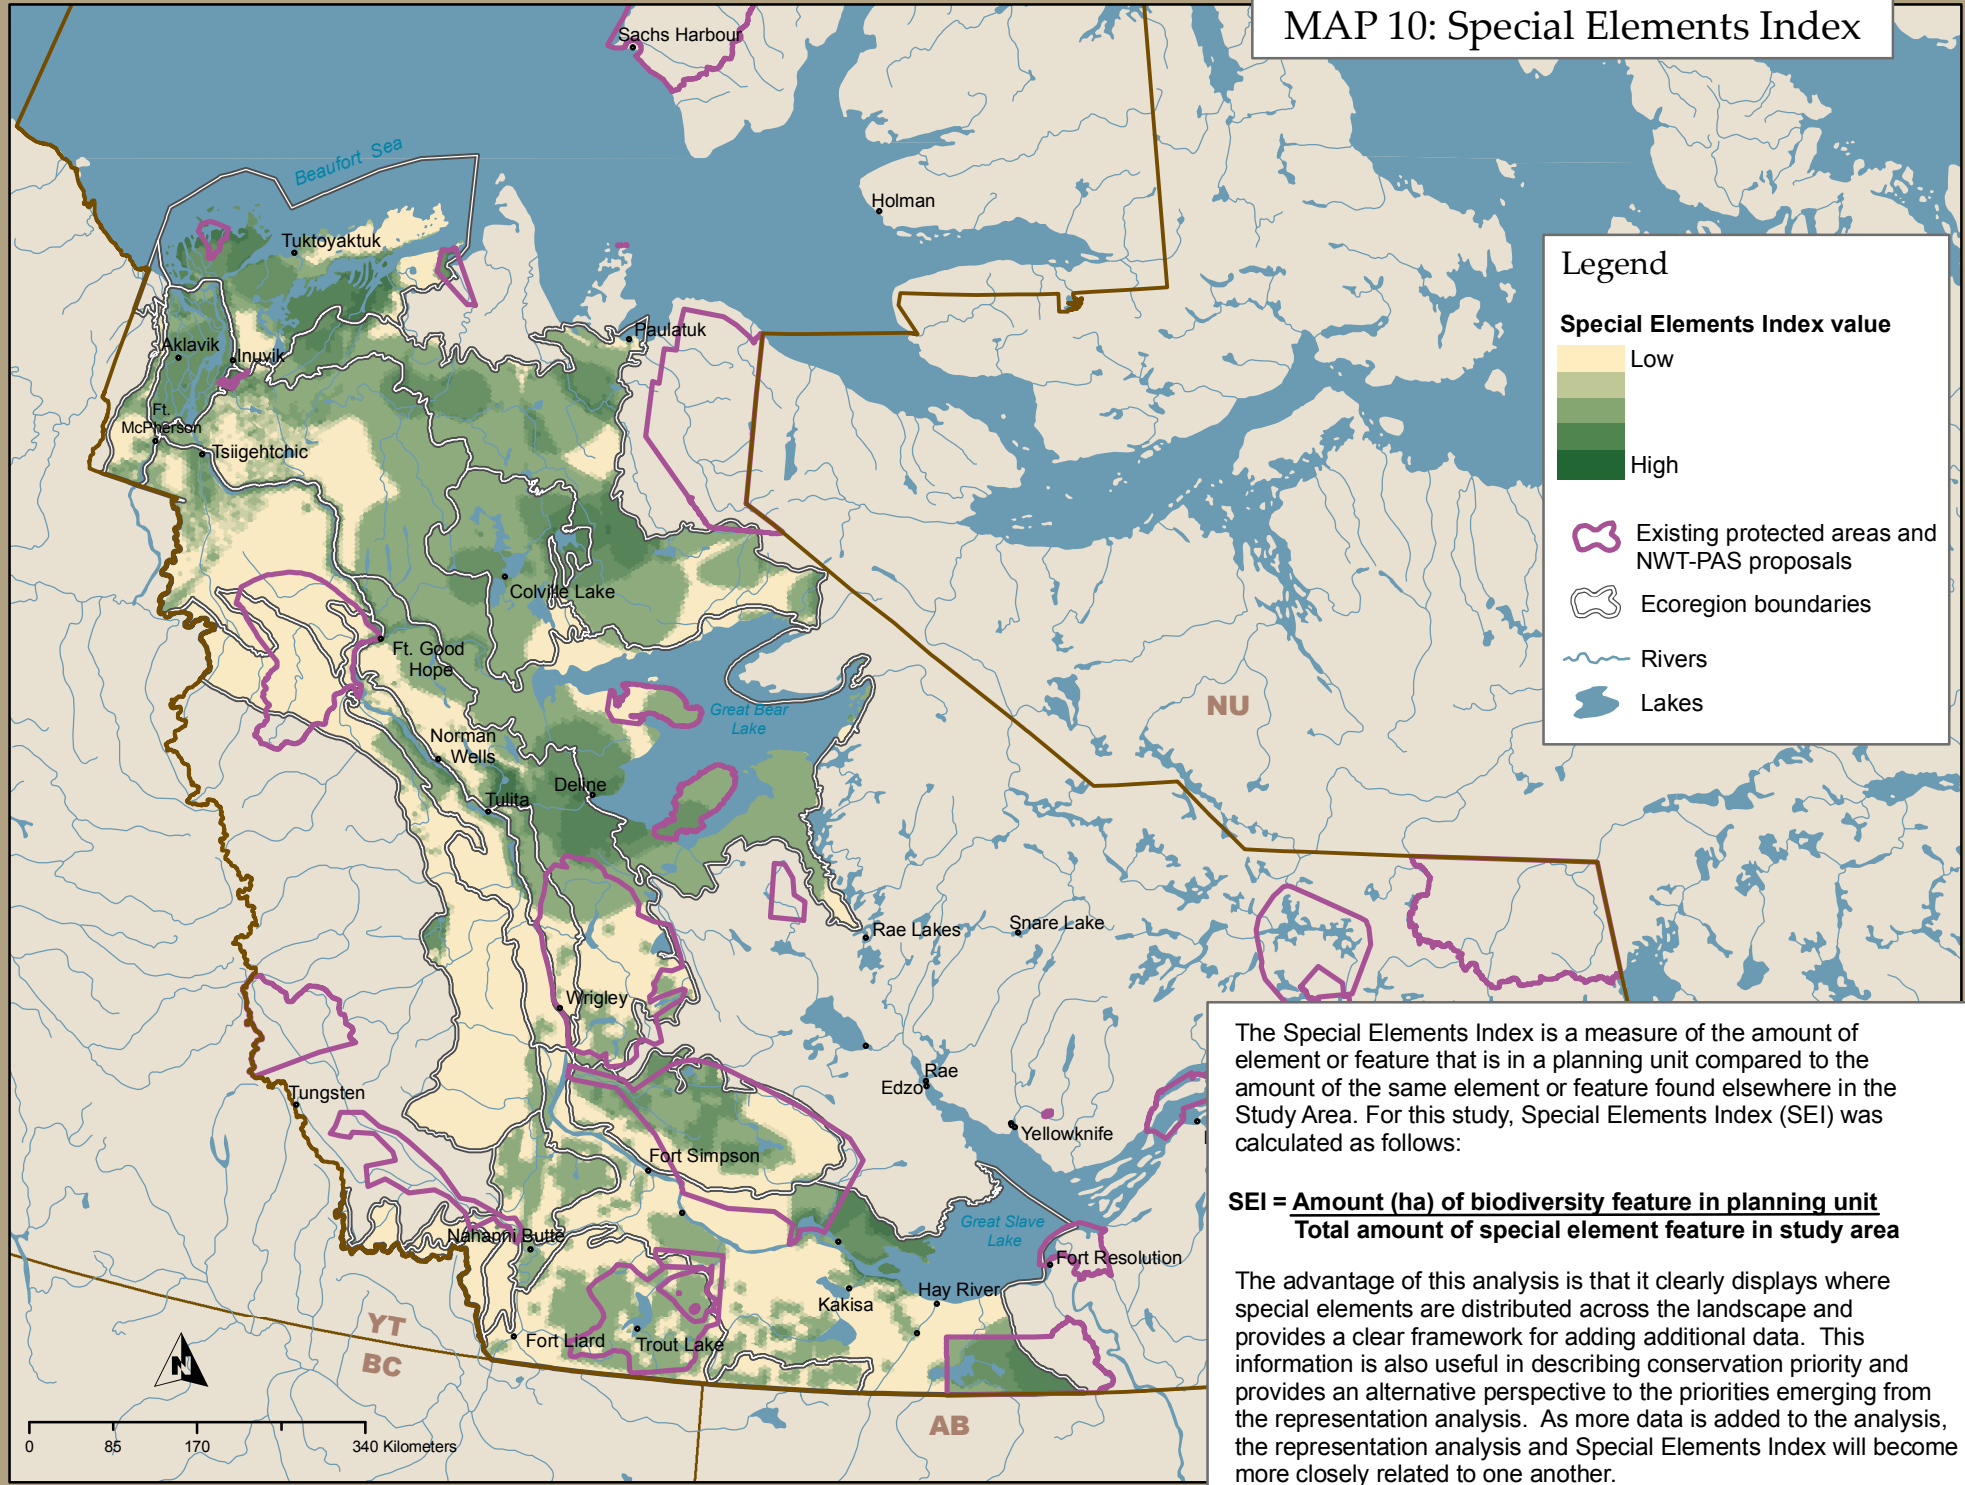 MAP 10: Special Elements Index
Sachs Harbour
Beaufort Sea
Holman
Tuktoyaktuk
Paulatuk
Aklavik
Inuvik
Ft.
McPherson
Tsiigehtchic
Colville Lake
Ft. Good
Hope
Great Bear
Lake
NU
Norman
Wells
Deline
Tulita
Rae Lakes
Snare Lake
Wrigley
Rae
Edzo
Tungsten
Yellowknife
Fort Simpson
Great Slave
Lake
Nahanni Butte
Fort Resolution
Hay River
Kakisa
Fort Liard
Trout Lake
YT
BC
AB
N
0 85 170 340 Kilometers
Legend
Special Elements Index value
Low
High
Existing protected areas and
NWT-PAS proposals
Ecoregion boundaries
Rivers
Lakes
The Special Elements Index is a measure of the amount of
element or feature that is in a planning unit compared to the
amount of the same element or feature found elsewhere in the
Study Area. For this study, Special Elements Index (SEI) was
calculated as follows:
SEI = Amount (ha) of biodiversity feature in planning unit
Total amount of special element feature in study area
The advantage of this analysis is that it clearly displays where
special elements are distributed across the landscape and
provides a clear framework for adding additional data. This
information is also useful in describing conservation priority and
provides an alternative perspective to the priorities emerging from
the representation analysis. As more data is added to the analysis,
the representation analysis and Special Elements Index will become
more closely related to one another.